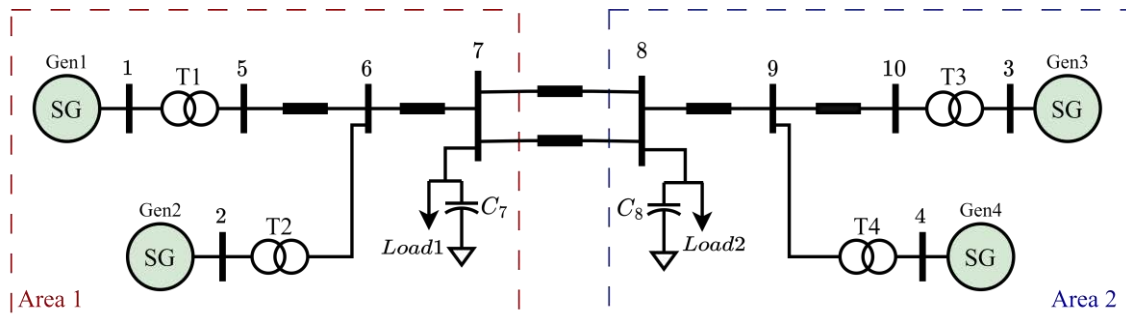 7
8
Gen1
1
T1
5
6
9
10
T3
3
Gen3
SG
SG
Gen2
2
T2
Load1
C7
C8
Load2
T4
4
Gen4
SG
SG
Area 1
Area 2